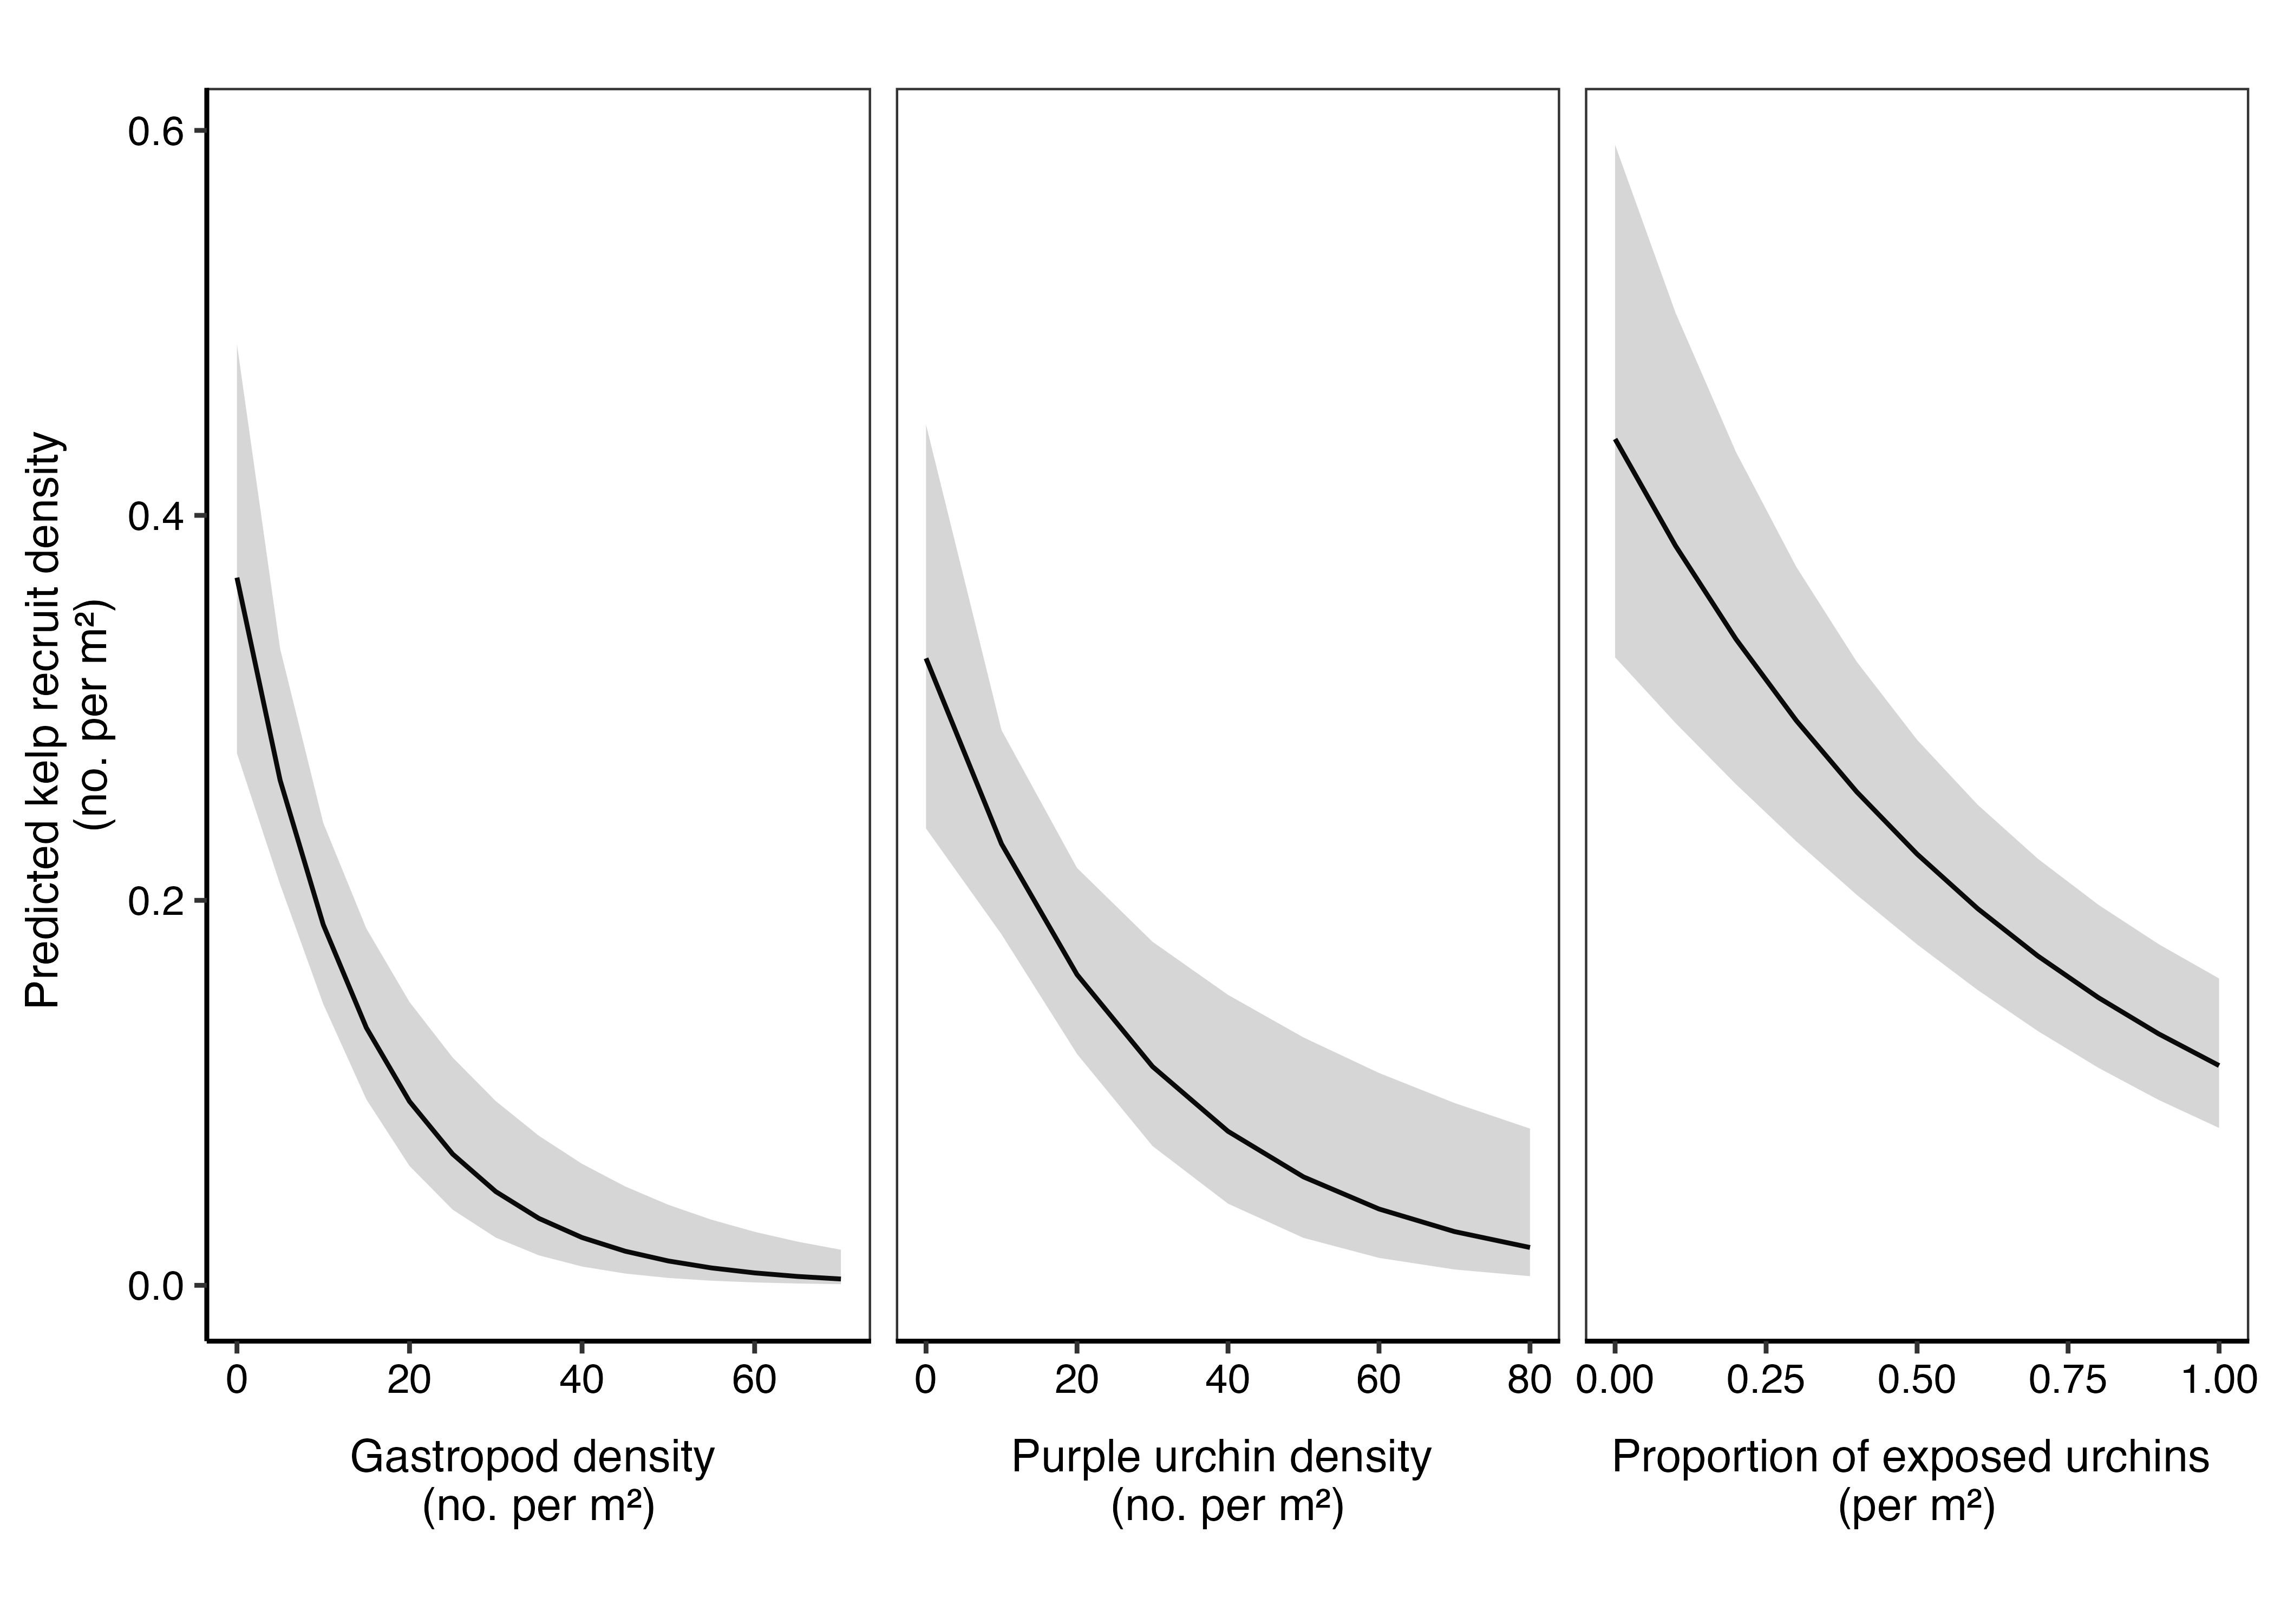 Predicted kelp recruit density
(no. per m²)
0.6
0.4
0.2
0.0
0 20 40 60
0 20 40 60 80
0.00 0.25 0.50 0.75 1.00
Gastropod density
(no. per m²)
Purple urchin density
(no. per m²)
Proportion of exposed urchins
(per m²)